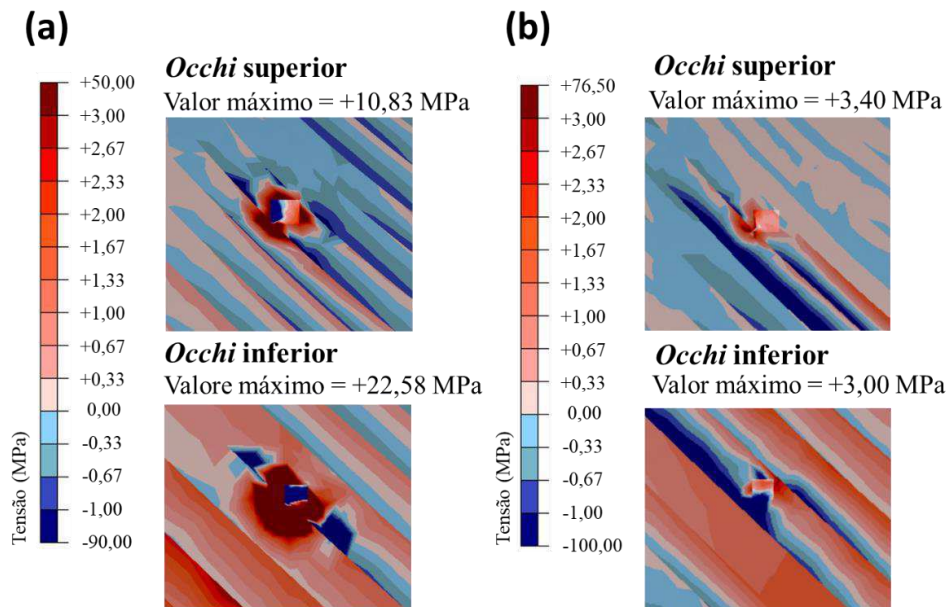 (a)
Occhi superior
Valor máximo = +10,83 MPa
+50,00
+3,00
+2,67
+2,33
+2,00
+1,67
+1,33
+1,00
+0,67
+0,33
0,00
-0,33
-0,67
-1,00
-90,00
Tensão (MPa)
Occhi inferior
Valore máximo = +22,58 MPa
(b)
Occhi superior
Valor máximo = +3,40 MPa
+76,50
+3,00
+2,67
+2,33
+2,00
+1,67
+1,33
+1,00
+0,67
+0,33
0,00
-0,33
-0,67
-1,00
-100,00
Tensão (MPa)
Occhi inferior
Valor máximo = +3,00 MPa